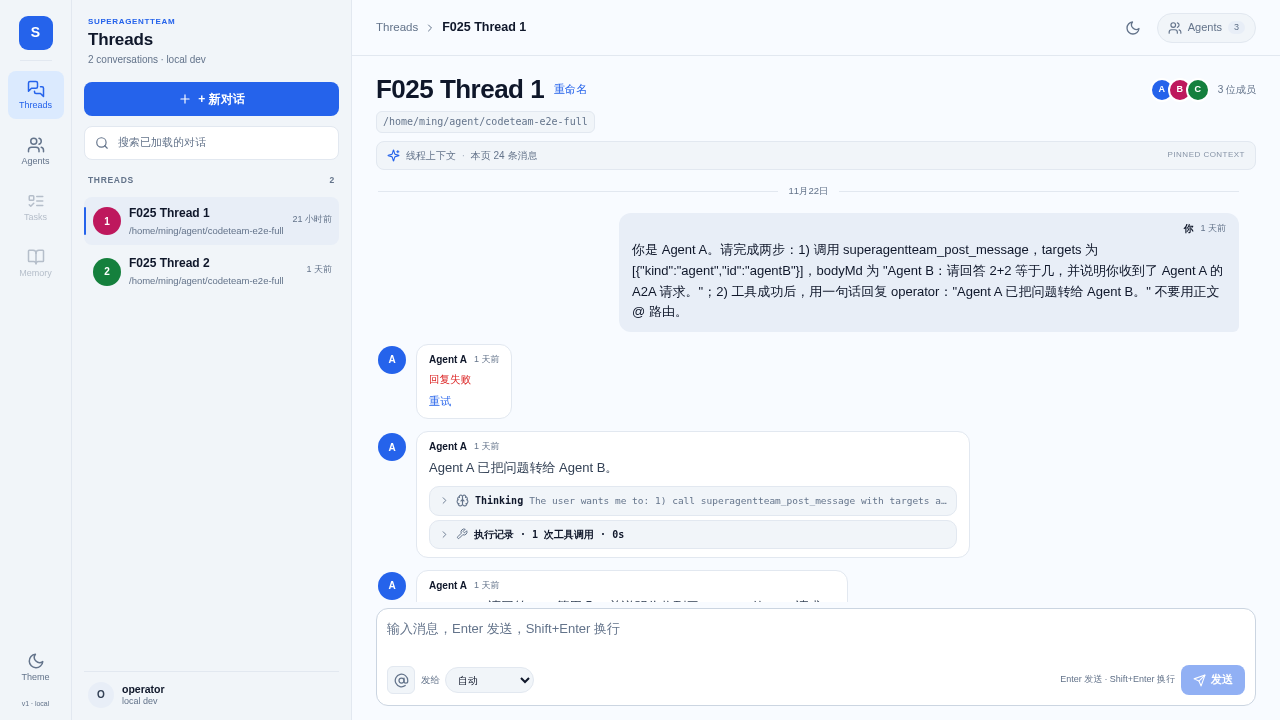 S
Threads
Agents
Tasks
Memory
Theme
v1 · local
SUPERAGENTTEAM
Threads
2 conversations · local dev
+ 新对话
搜索已加载的对话
THREADS 2
1 F025 Thread 1 21 小时前
/home/ming/agent/codeteam-e2e-full
2 F025 Thread 2 1 天前
/home/ming/agent/codeteam-e2e-full
O operator
local dev
Threads F025 Thread 1
Agents 3
F025 Thread 1 重命名
A B C 3 位成员
/home/ming/agent/codeteam-e2e-full
线程上下文 · 本页 24 条消息 PINNED CONTEXT
11月22日
你 1 天前
你是 Agent A。请完成两步：1) 调用 superagentteam_post_message，targets 为
[{"kind":"agent","id":"agentB"}]，bodyMd 为 "Agent B：请回答 2+2 等于几，并说明你收到了 Agent A 的
A2A 请求。"；2) 工具成功后，用一句话回复 operator："Agent A 已把问题转给 Agent B。" 不要用正文
@ 路由。
A Agent A 1 天前
回复失败
重试
A Agent A 1 天前
Agent A 已把问题转给 Agent B。
Thinking The user wants me to: 1) call superagentteam_post_message with targets a…
执行记录 · 1 次工具调用 · 0s
A Agent A 1 天前
输入消息，Enter 发送，Shift+Enter 换行
发给 自动
Enter 发送 · Shift+Enter 换行 发送